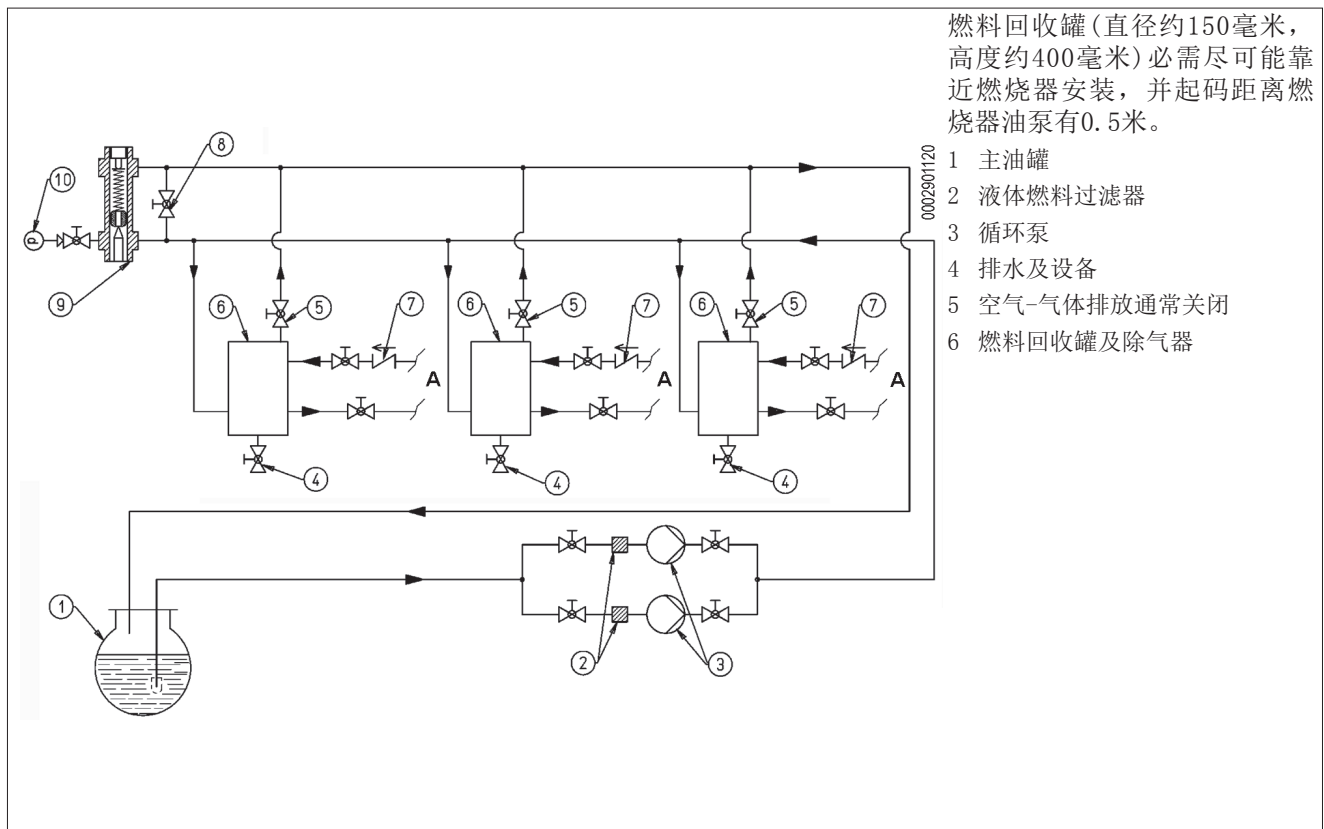 燃料回收罐(直径约150毫米，
高度约400毫米)必需尽可能靠
近燃烧器安装，并起码距离燃
烧器油泵有0.5米。
1 主油罐
2 液体燃料过滤器
3 循环泵
4 排水及设备
5 空气-气体排放通常关闭
6 燃料回收罐及除气器
0002901120
8
10
P
9
6
5
7
6
5
7
6
5
7
A
A
A
4
4
4
1
2
3